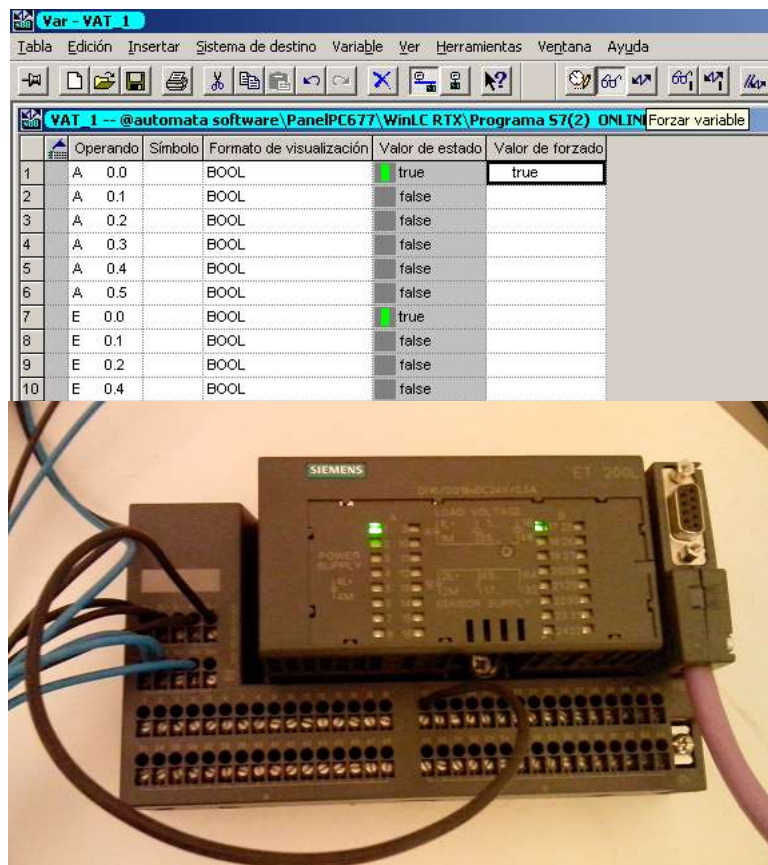 Var - VAT_1
Tabla Edición Insertar Sistema de destino Variable Ver Herramientas Ventana Ayuda
VAT_1 -- @automata software\PanelPC677\WinLC RTX\Programa S7(2) ONLIN
Forzar variable
Operando Símbolo Formato de visualización Valor de estado Valor de forzado
1 A 0.0 BOOL true true
2 A 0.1 BOOL false
3 A 0.2 BOOL false
4 A 0.3 BOOL false
5 A 0.4 BOOL false
6 A 0.5 BOOL false
7 E 0.0 BOOL true
8 E 0.1 BOOL false
9 E 0.2 BOOL false
10 E 0.4 BOOL false
SIEMENS
ET 200L
LOAD VOLTAGE
POWER
SUPPLY
SENSOR SUPPLY